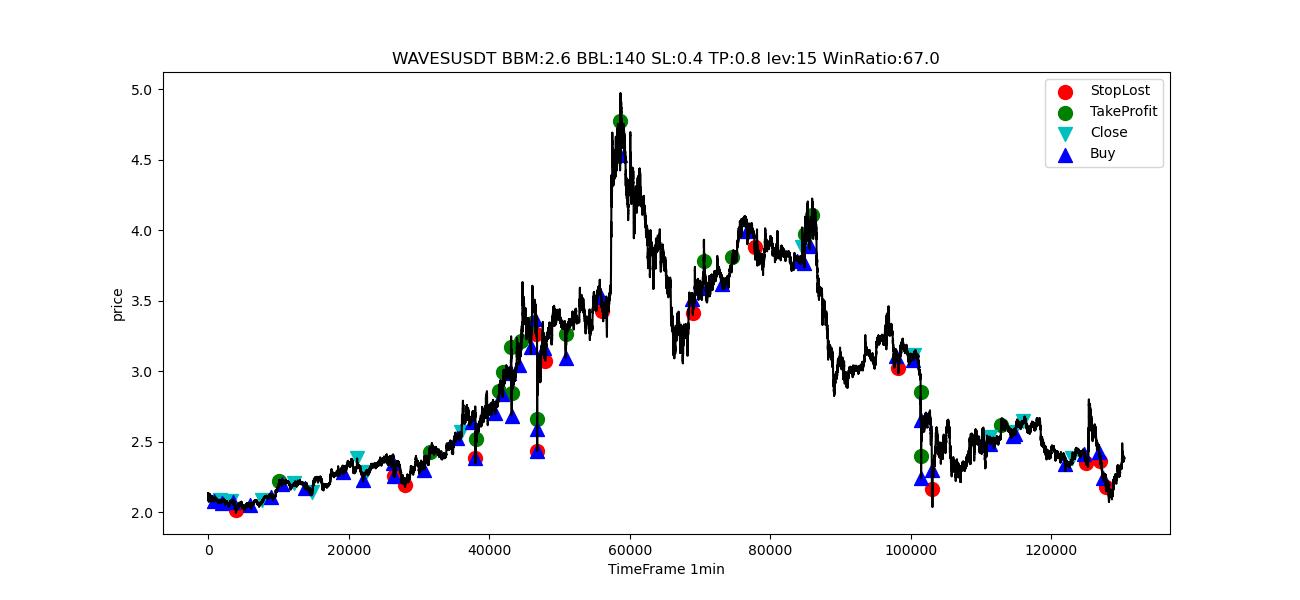 WAVESUSDT BBM:2.6 BBL:140 SL:0.4 TP:0.8 lev:15 WinRatio:67.0
StopLost
TakeProfit
Close
Buy
price
5.0
4.5
4.0
3.5
3.0
2.5
2.0
0 20000 40000 60000 80000 100000 120000
TimeFrame 1min